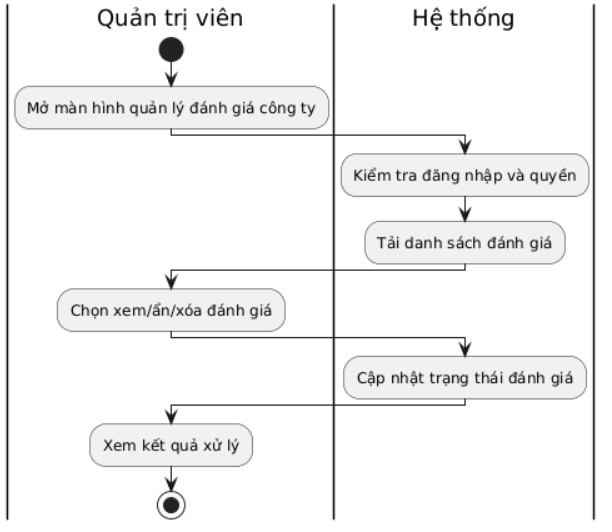 Quản trị viên
Hệ thống
Mở màn hình quản lý đánh giá công ty
Kiểm tra đăng nhập và quyền
Tải danh sách đánh giá
Chọn xem/ẩn/xóa đánh giá
Cập nhật trạng thái đánh giá
Xem kết quả xử lý